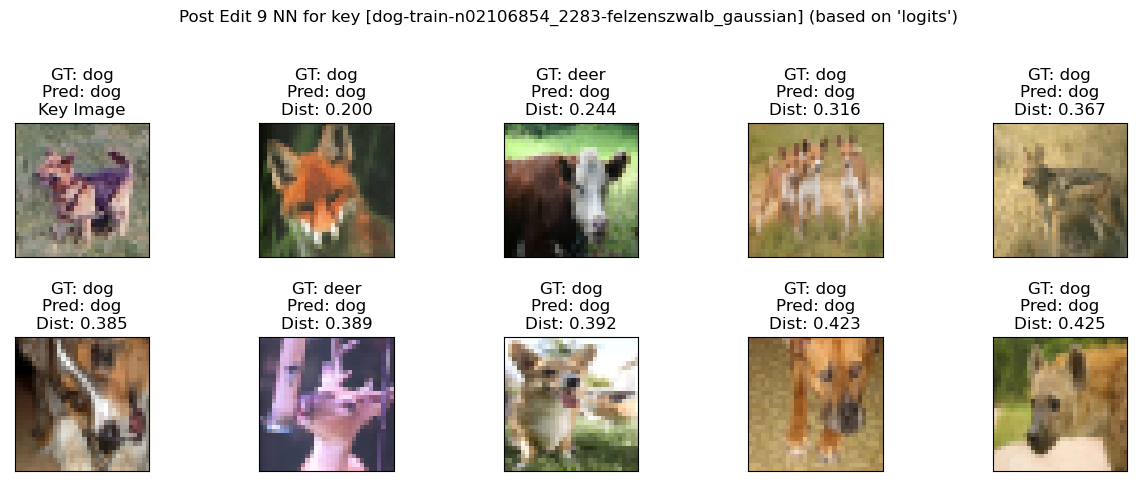 Post Edit 9 NN for key [dog-train-n02106854_2283-felzenszwalb_gaussian] (based on 'logits')
GT: dog
Pred: dog
Key Image
GT: dog
Pred: dog
Dist: 0.200
GT: deer
Pred: dog
Dist: 0.244
GT: dog
Pred: dog
Dist: 0.316
GT: dog
Pred: dog
Dist: 0.367
GT: dog
Pred: dog
Dist: 0.385
GT: deer
Pred: dog
Dist: 0.389
GT: dog
Pred: dog
Dist: 0.392
GT: dog
Pred: dog
Dist: 0.423
GT: dog
Pred: dog
Dist: 0.425